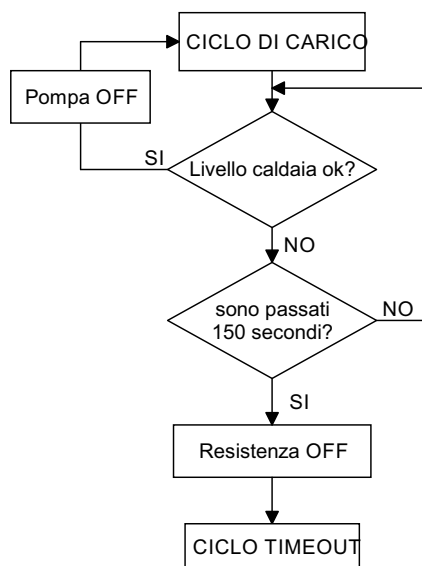 CICLO DI CARICO
Pompa OFF
SI
Livello caldaia ok?
NO
sono passati
150 secondi?
NO
SI
Resistenza OFF
CICLO TIMEOUT